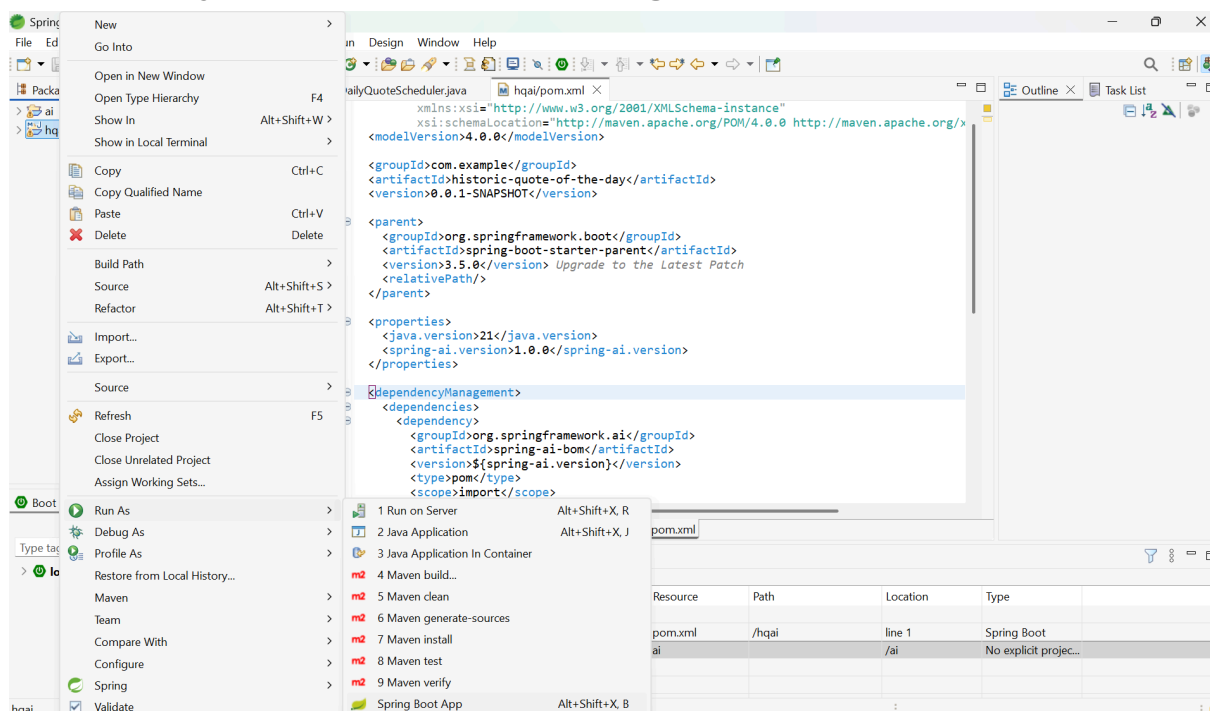 Spring
File Ed
un Design Window Help
Packa
ai
hq
New
Go Into
Open in New Window
Open Type Hierarchy F4
Show In Alt+Shift+W
Show in Local Terminal
Copy Ctrl+C
Copy Qualified Name
Paste Ctrl+V
Delete Delete
Build Path
Source Alt+Shift+S
Refactor Alt+Shift+T
Import...
Export...
Source
Refresh F5
Close Project
Close Unrelated Project
Assign Working Sets...
Run As
Debug As
Profile As
Restore from Local History...
Maven
Team
Compare With
Configure
Spring
Validate
Boot
Type tag
lo
hqai
ailyQuoteScheduler.java hqai/pom.xml
xmlns:xsi="http://www.w3.org/2001/XMLSchema-instance"
xsi:schemaLocation="http://maven.apache.org/POM/4.0.0 http://maven.apache.org/x
<modelVersion>4.0.0</modelVersion>
<groupId>com.example</groupId>
<artifactId>historic-quote-of-the-day</artifactId>
<version>0.0.1-SNAPSHOT</version>
<parent>
<groupId>org.springframework.boot</groupId>
<artifactId>spring-boot-starter-parent</artifactId>
<version>3.5.0</version> Upgrade to the Latest Patch
<relativePath/>
</parent>
<properties>
<java.version>21</java.version>
<spring-ai.version>1.0.0</spring-ai.version>
</properties>
<dependencyManagement>
<dependencies>
<dependency>
<groupId>org.springframework.ai</groupId>
<artifactId>spring-ai-bom</artifactId>
<version>${spring-ai.version}</version>
<type>pom</type>
<scope>import</scope>
1 Run on Server Alt+Shift+X, R
2 Java Application Alt+Shift+X, J
3 Java Application In Container
m2 4 Maven build...
m2 5 Maven clean
m2 6 Maven generate-sources
m2 7 Maven install
m2 8 Maven test
m2 9 Maven verify
Spring Boot App Alt+Shift+X, B
pom.xml
Outline Task List
Resource Path Location Type
pom.xml /hqai line 1 Spring Boot
ai /ai No explicit projec...